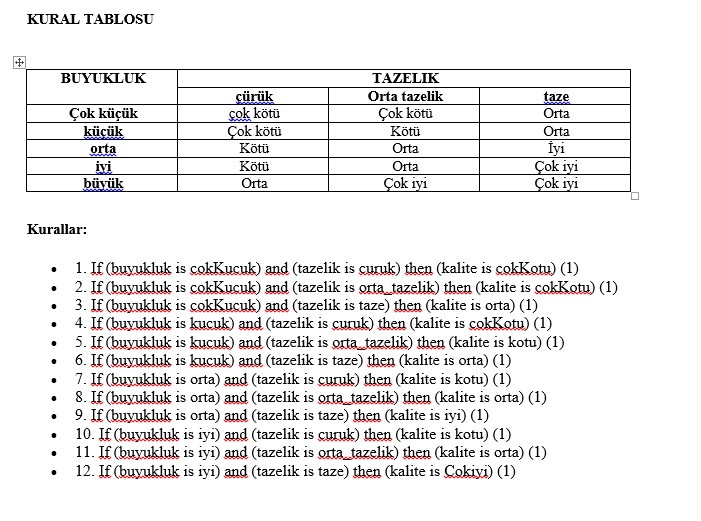 KURAL TABLOSU
BUYUKLUK TAZELIK
çürük Orta tazelik taze
Çok küçük çok kötü Çok kötü Orta
küçük Çok kötü Kötü Orta
orta Kötü Orta İyi
iyi Kötü Orta Çok iyi
büyük Orta Çok iyi Çok iyi
Kurallar:
• 1. If (buyukluk is cokKucuk) and (tazelik is curuk) then (kalite is cokKotu) (1)
• 2. If (buyukluk is cokKucuk) and (tazelik is orta_tazelik) then (kalite is cokKotu) (1)
• 3. If (buyukluk is cokKucuk) and (tazelik is taze) then (kalite is orta) (1)
• 4. If (buyukluk is kucuk) and (tazelik is curuk) then (kalite is cokKotu) (1)
• 5. If (buyukluk is kucuk) and (tazelik is orta_tazelik) then (kalite is kotu) (1)
• 6. If (buyukluk is kucuk) and (tazelik is taze) then (kalite is orta) (1)
• 7. If (buyukluk is orta) and (tazelik is curuk) then (kalite is kotu) (1)
• 8. If (buyukluk is orta) and (tazelik is orta_tazelik) then (kalite is orta) (1)
• 9. If (buyukluk is orta) and (tazelik is taze) then (kalite is iyi) (1)
• 10. If (buyukluk is iyi) and (tazelik is curuk) then (kalite is kotu) (1)
• 11. If (buyukluk is iyi) and (tazelik is orta_tazelik) then (kalite is orta) (1)
• 12. If (buyukluk is iyi) and (tazelik is taze) then (kalite is Cokiyi) (1)